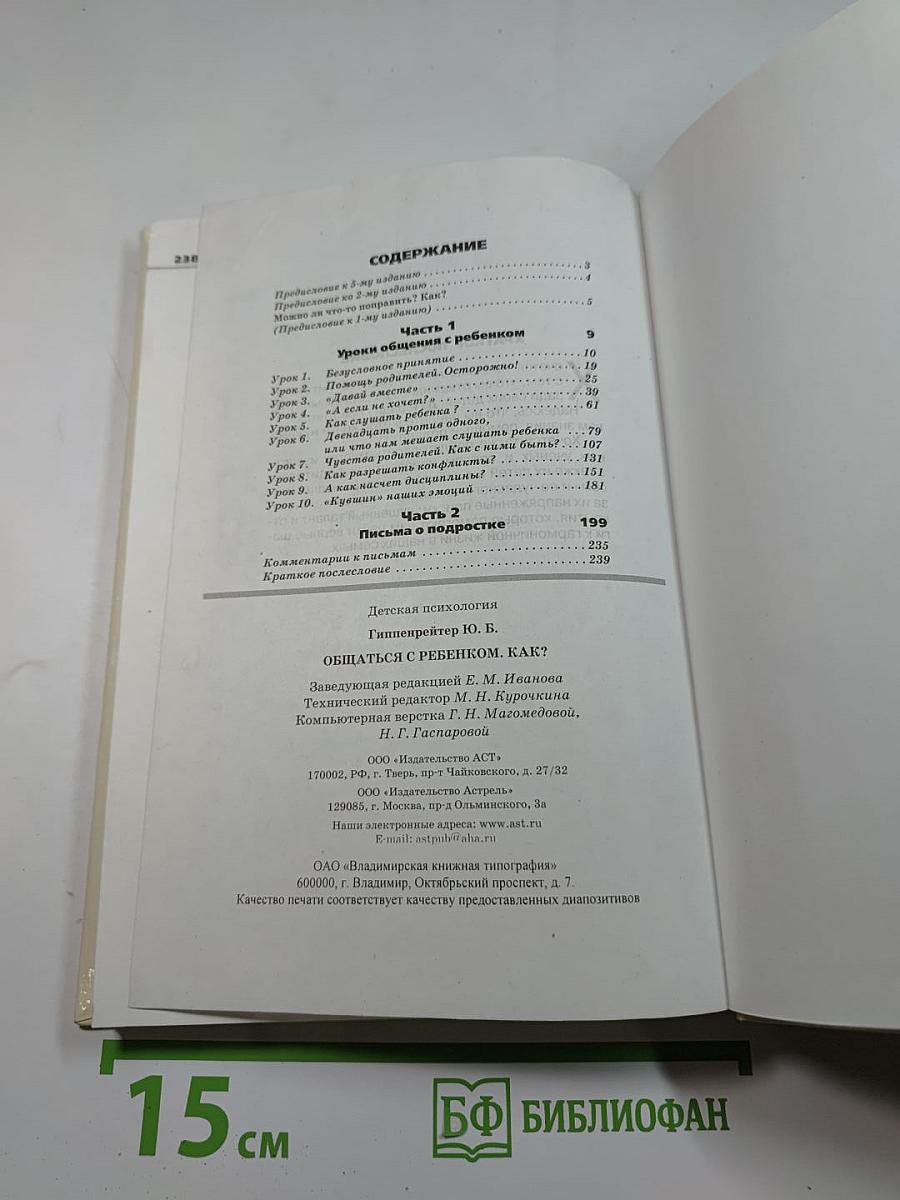 238
СОДЕРЖАНИЕ
Предисловие к 5-му изданию ........................ 3
Предисловие ко 2-му изданию ........................ 4
Можно ли что-то поправить? Как?
(Предисловие к 1-му изданию) ........................ 5
Часть 1
Уроки общения с ребенком 9
Урок 1. Безусловное принятие ........................ 10
Урок 2. Помощь родителей. Осторожно! ........................ 19
Урок 3. «Давай вместе» ........................ 25
Урок 4. «А если не хочет?» ........................ 39
Урок 5. Как слушать ребенка ? ........................ 61
Урок 6. Двенадцать против одного,
или что нам мешает слушать ребенка ........................ 79
Урок 7. Чувства родителей. Как с ними быть? ... 107
Урок 8. Как разрешать конфликты? ........................ 131
Урок 9. А как насчет дисциплины? ........................ 151
Урок 10. «Кувшин» наших эмоций ........................ 181
Часть 2
Письма о подростке 199
Комментарии к письмам ........................ 235
Краткое послесловие ........................ 239
Детская психология
Гиппенрейтер Ю. Б.
ОБЩАТЬСЯ С РЕБЕНКОМ. КАК?
Заведующая редакцией Е. М. Иванова
Технический редактор М. Н. Курочкина
Компьютерная верстка Г. Н. Магомедовой,
Н. Г. Гаспаровой
ООО «Издательство АСТ»
170002, РФ, г. Тверь, пр-т Чайковского, д. 27/32
ООО «Издательство Астрель»
129085, г. Москва, пр-д Ольминского, 3а
Наши электронные адреса: www.ast.ru
E-mail: astpub@aha.ru
ОАО «Владимирская книжная типография»
600000, г. Владимир, Октябрьский проспект, д. 7.
Качество печати соответствует качеству предоставленных диапозитивов
15 см
БФ БИБЛИОФАН